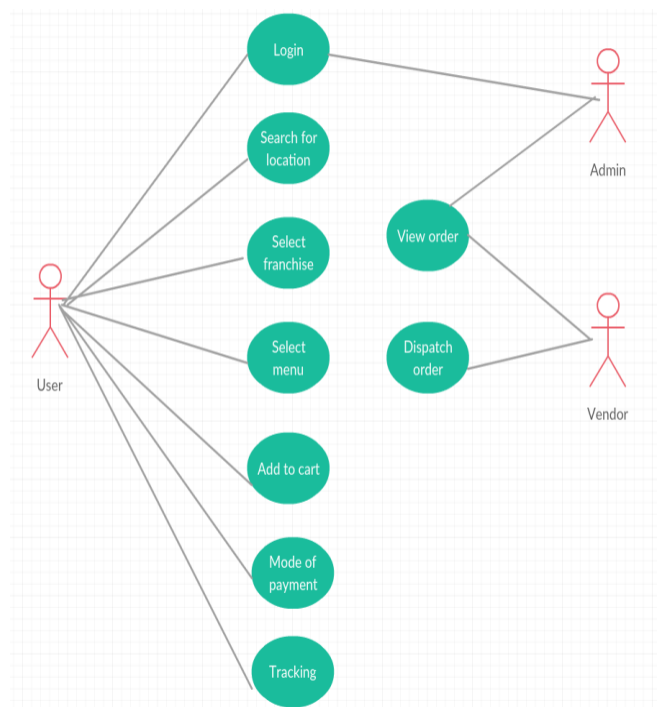 Login
Search for
location
Select
franchise
Select
menu
Add to cart
Mode of
payment
Tracking
View order
Dispatch
order
User
Admin
Vendor